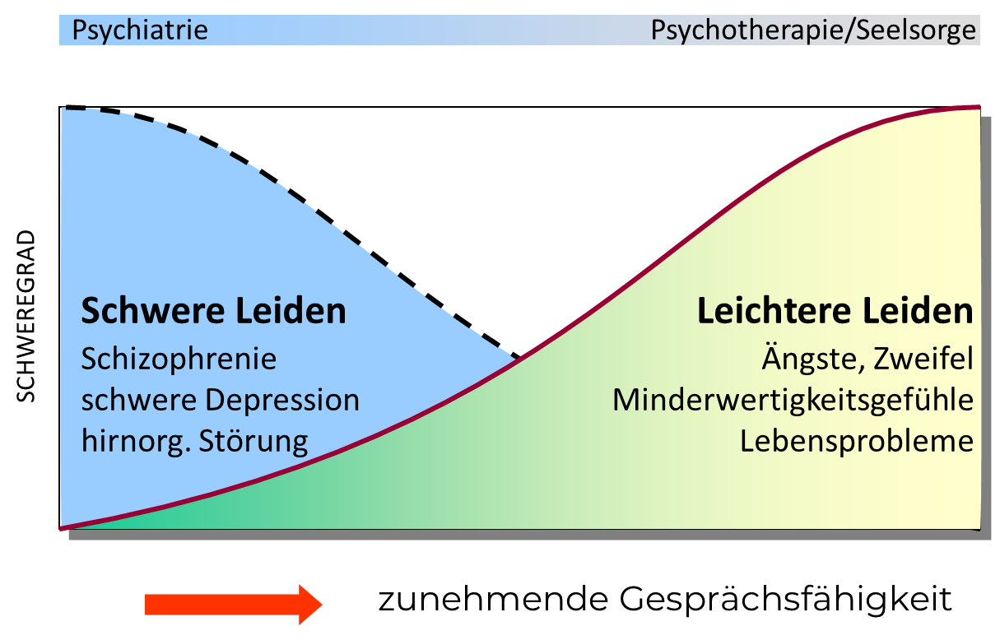 Psychiatrie
Psychotherapie/Seelsorge
SCHWEREGRAD
Schwere Leiden
Schizophrenie
schwere Depression
hirnorg. Störung
Leichtere Leiden
Ängste, Zweifel
Minderwertigkeitsgefühle
Lebensprobleme
zunehmende Gesprächsfähigkeit